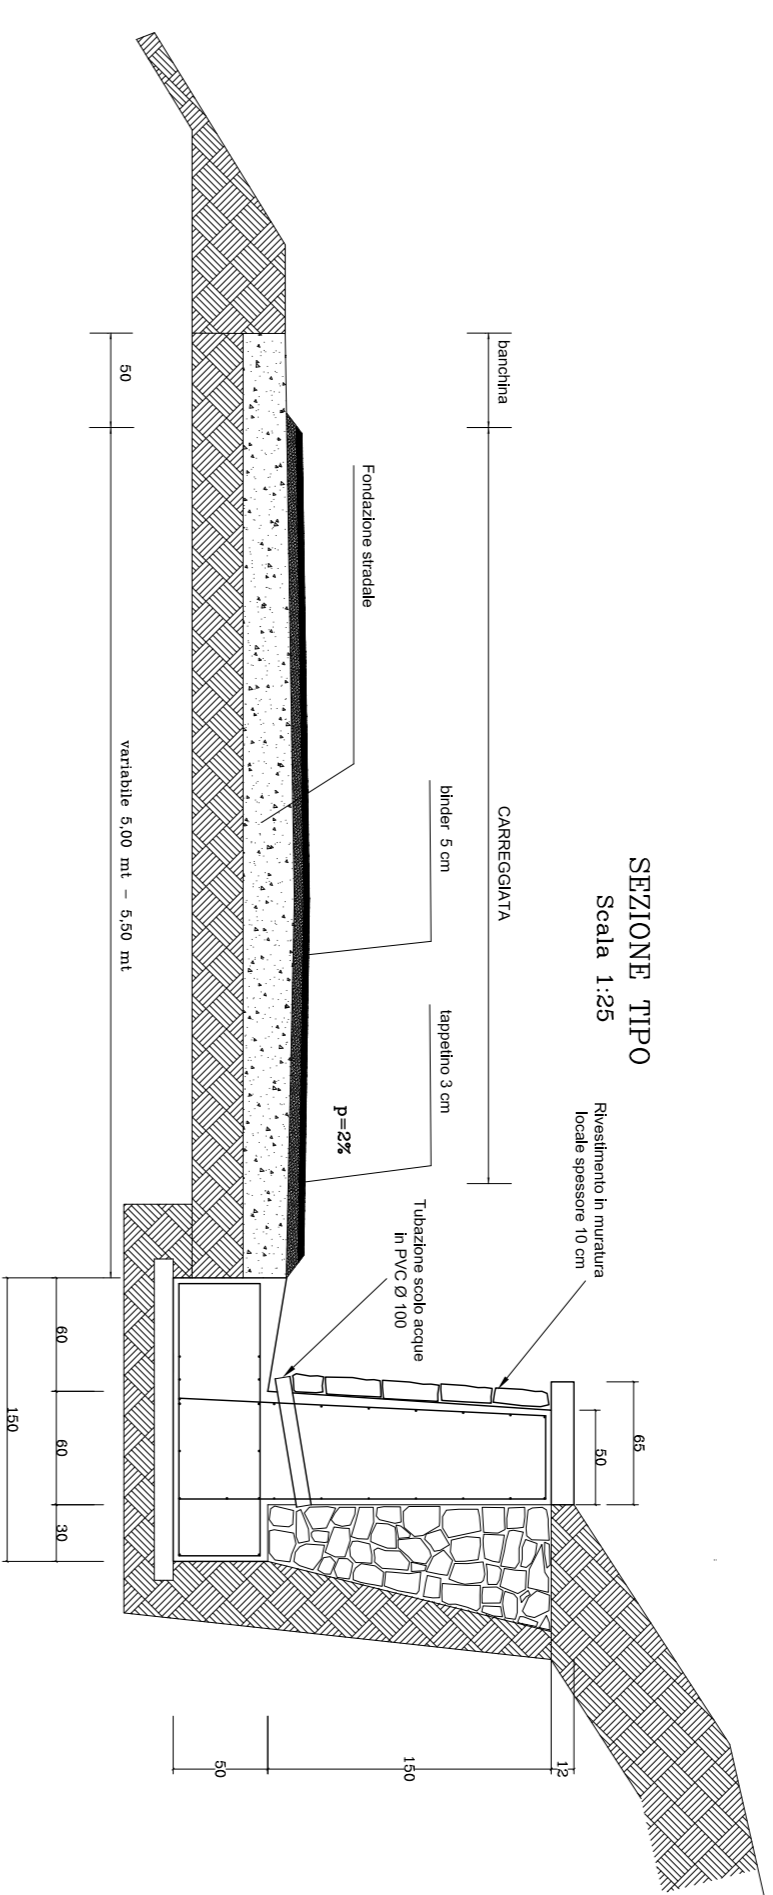 SEZIONE TIPO
Scala 1:25
banchina
CARREGGIATA
Fondazione stradale
binder 5 cm
tappetino 3 cm
p=2%
Rivestimento in muratura
locale spessore 10 cm
Tubazione scolo acque
in PVC Ø 100
65
50
50
variabile 5,00 mt - 5,50 mt
60
60
30
150
12
150
50